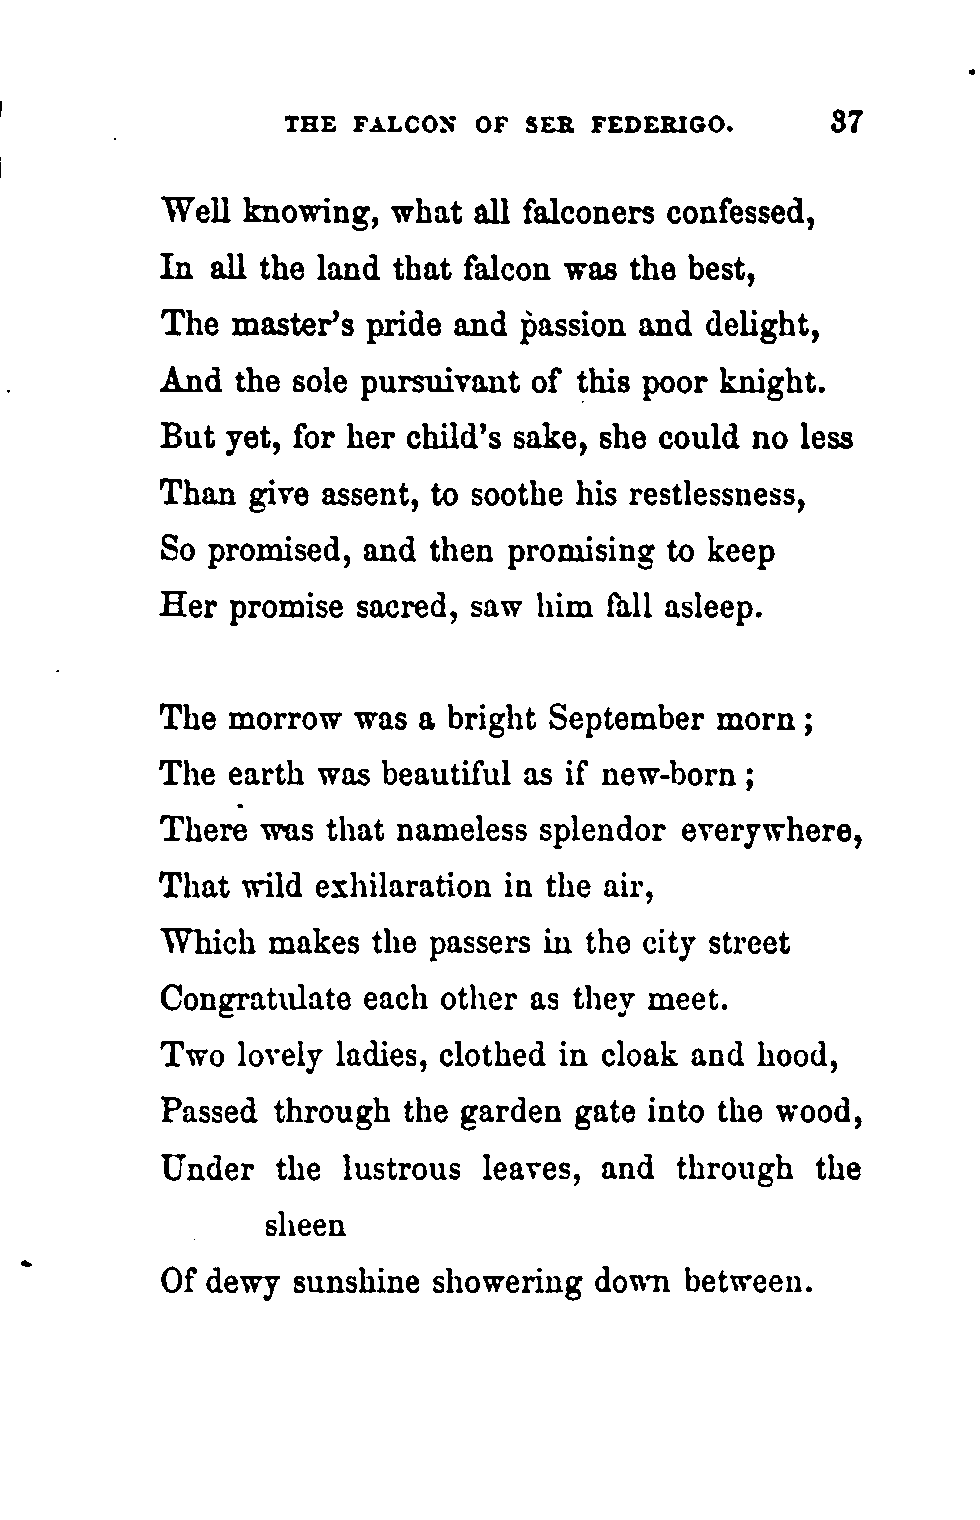 THE FALCON OF SER FEDERIGO. 37
Well knowing, what all falconers confessed,
In all the land that falcon was the best,
The master's pride and passion and delight,
And the sole pursuivant of this poor knight.
But yet, for her child's sake, she could no less
Than give assent, to soothe his restlessness,
So promised, and then promising to keep
Her promise sacred, saw him fall asleep.
The morrow was a bright September morn ;
The earth was beautiful as if new-born ;
There was that nameless splendor everywhere,
That wild exhilaration in the air,
Which makes the passers in the city street
Congratulate each other as they meet.
Two lovely ladies, clothed in cloak and hood,
Passed through the garden gate into the wood,
Under the lustrous leaves, and through the
sheen
Of dewy sunshine showering down between.